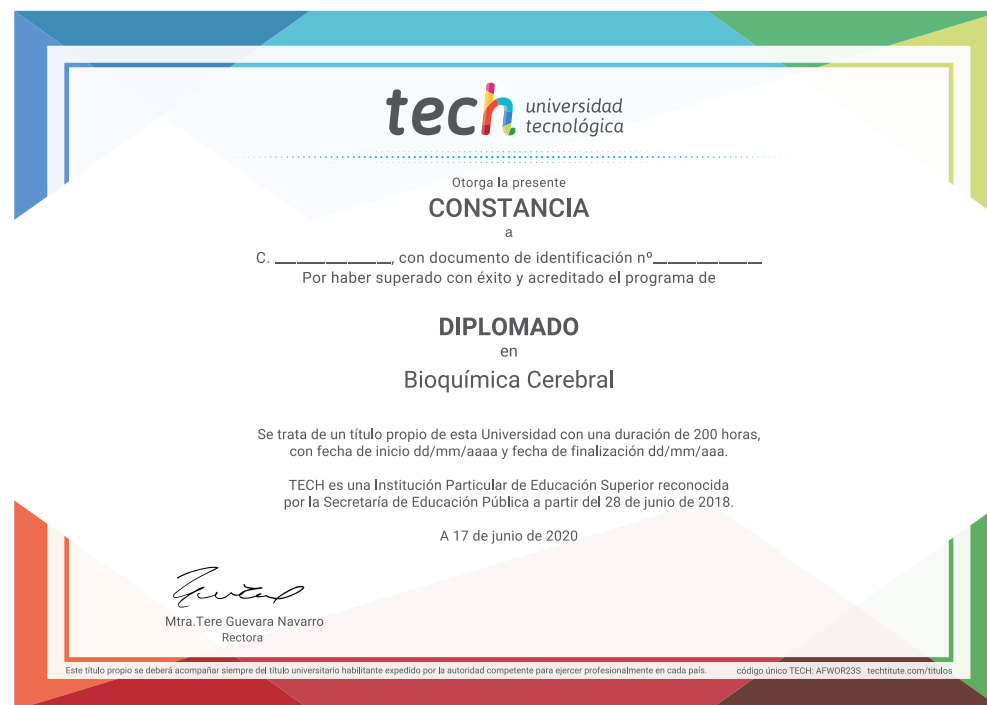 tech universidad
tecnológica
Otorga la presente
CONSTANCIA
a
C. ______________, con documento de identificación nº______________
Por haber superado con éxito y acreditado el programa de
DIPLOMADO
en
Bioquímica Cerebral
Se trata de un título propio de esta Universidad con una duración de 200 horas,
con fecha de inicio dd/mm/aaaa y fecha de finalización dd/mm/aaa.
TECH es una Institución Particular de Educación Superior reconocida
por la Secretaría de Educación Pública a partir del 28 de junio de 2018.
A 17 de junio de 2020
Mtra.Tere Guevara Navarro
Rectora
Este título propio se deberá acompañar siempre del título universitario habilitante expedido por la autoridad competente para ejercer profesionalmente en cada país.
código único TECH: AFWOR23S techtitute.com/titulos